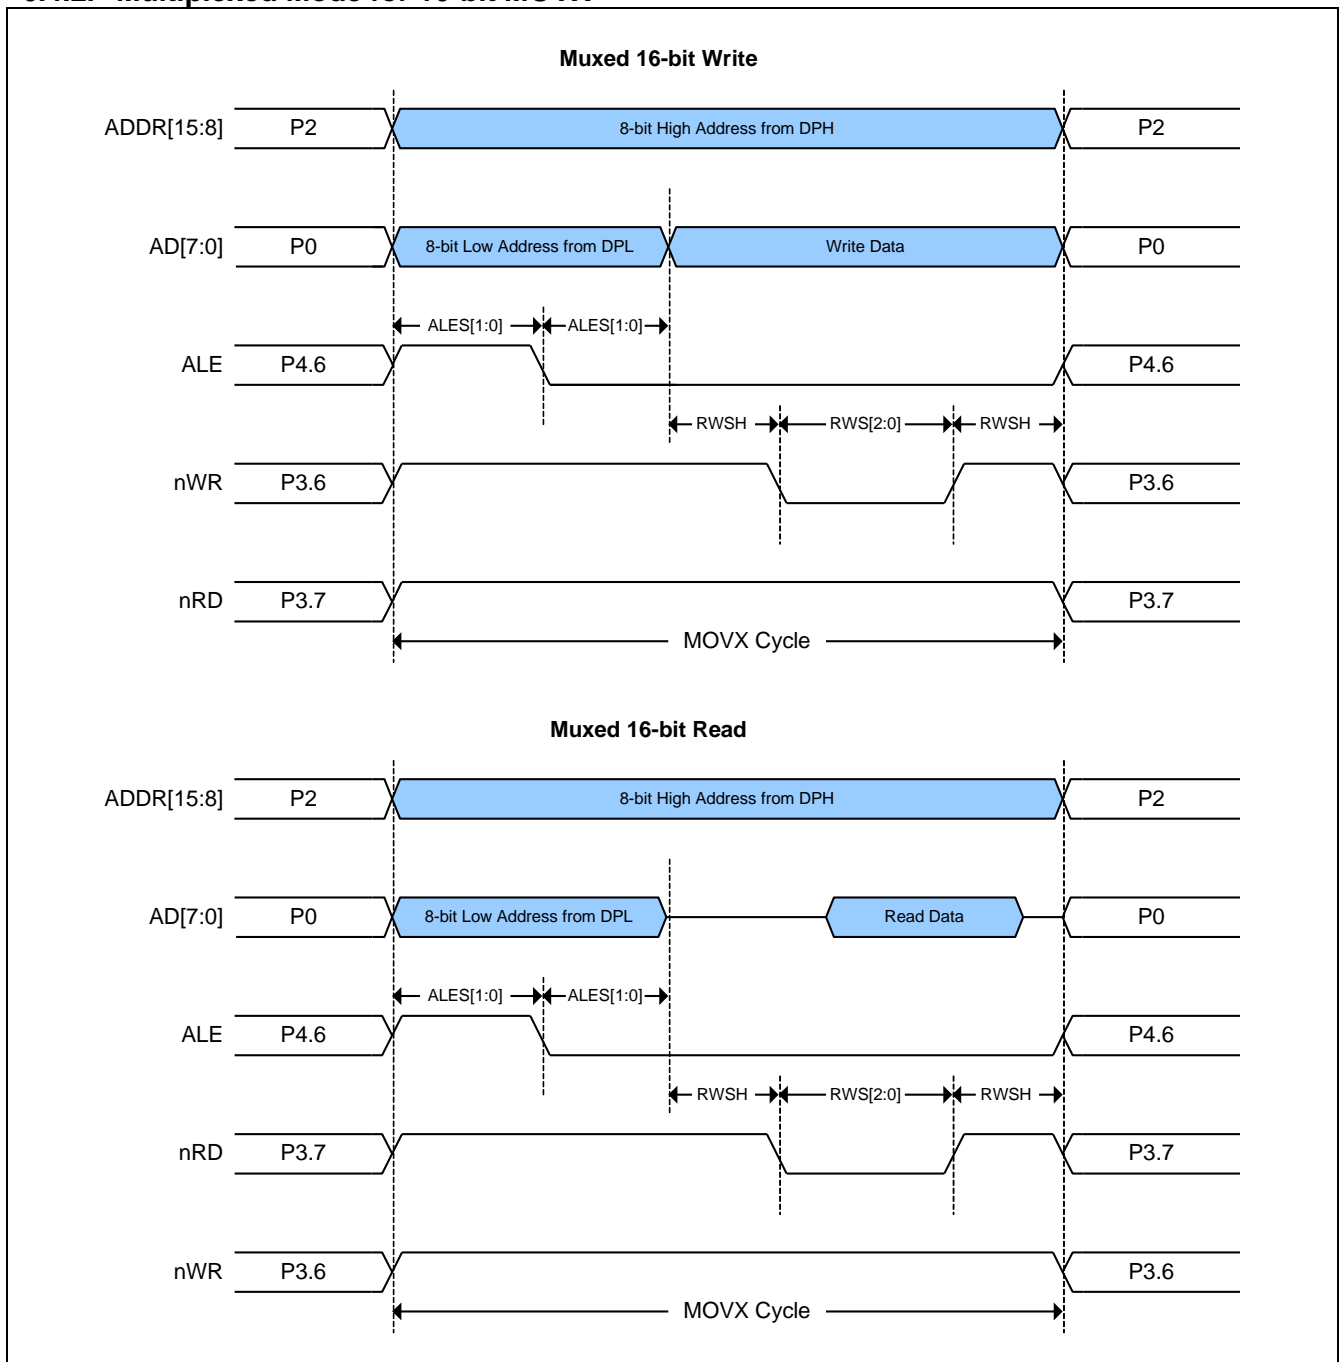 Muxed 16-bit Write
ADDR[15:8] P2 8-bit High Address from DPH P2
AD[7:0] P0 8-bit Low Address from DPL Write Data P0
ALES[1:0] ALES[1:0]
ALE P4.6 P4.6
RWSH RWS[2:0] RWSH
nWR P3.6 P3.6
nRD P3.7 P3.7
MOVX Cycle
Muxed 16-bit Read
ADDR[15:8] P2 8-bit High Address from DPH P2
AD[7:0] P0 8-bit Low Address from DPL Read Data P0
ALES[1:0] ALES[1:0]
ALE P4.6 P4.6
RWSH RWS[2:0] RWSH
nRD P3.7 P3.7
nWR P3.6 P3.6
MOVX Cycle